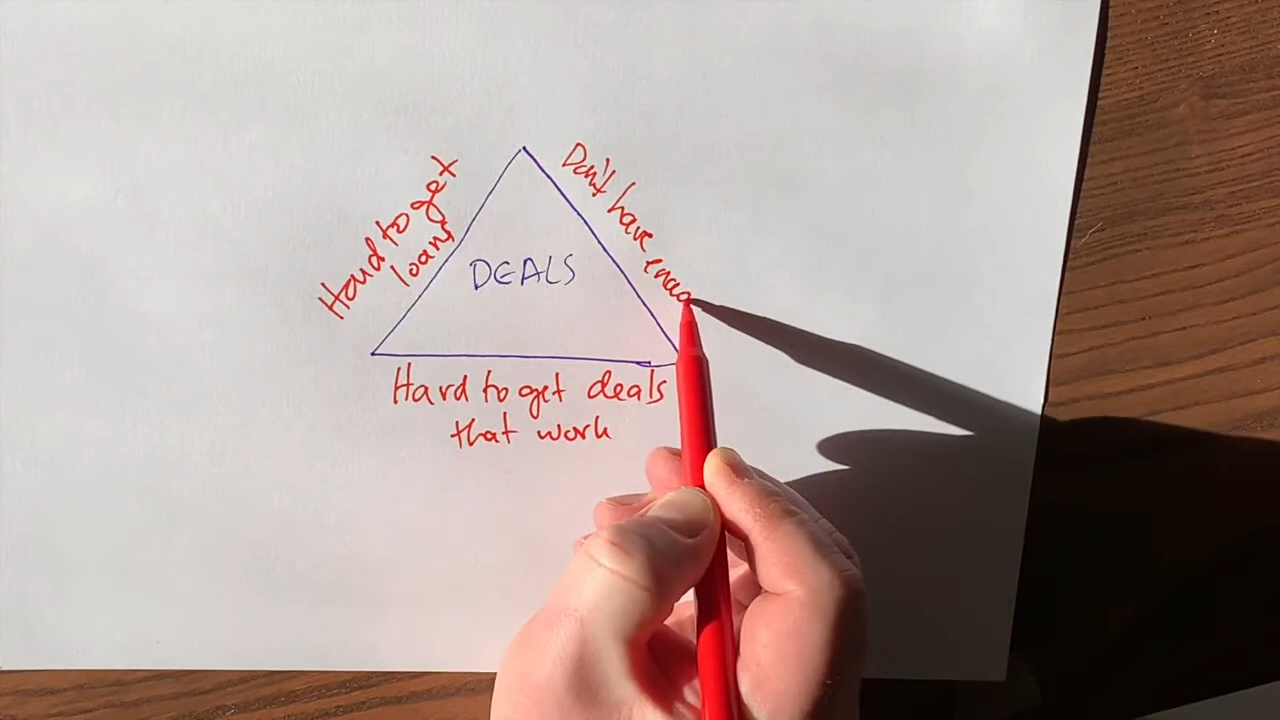 Hard to get
loans
Don't have
DEALS
Hard to get deals
that work